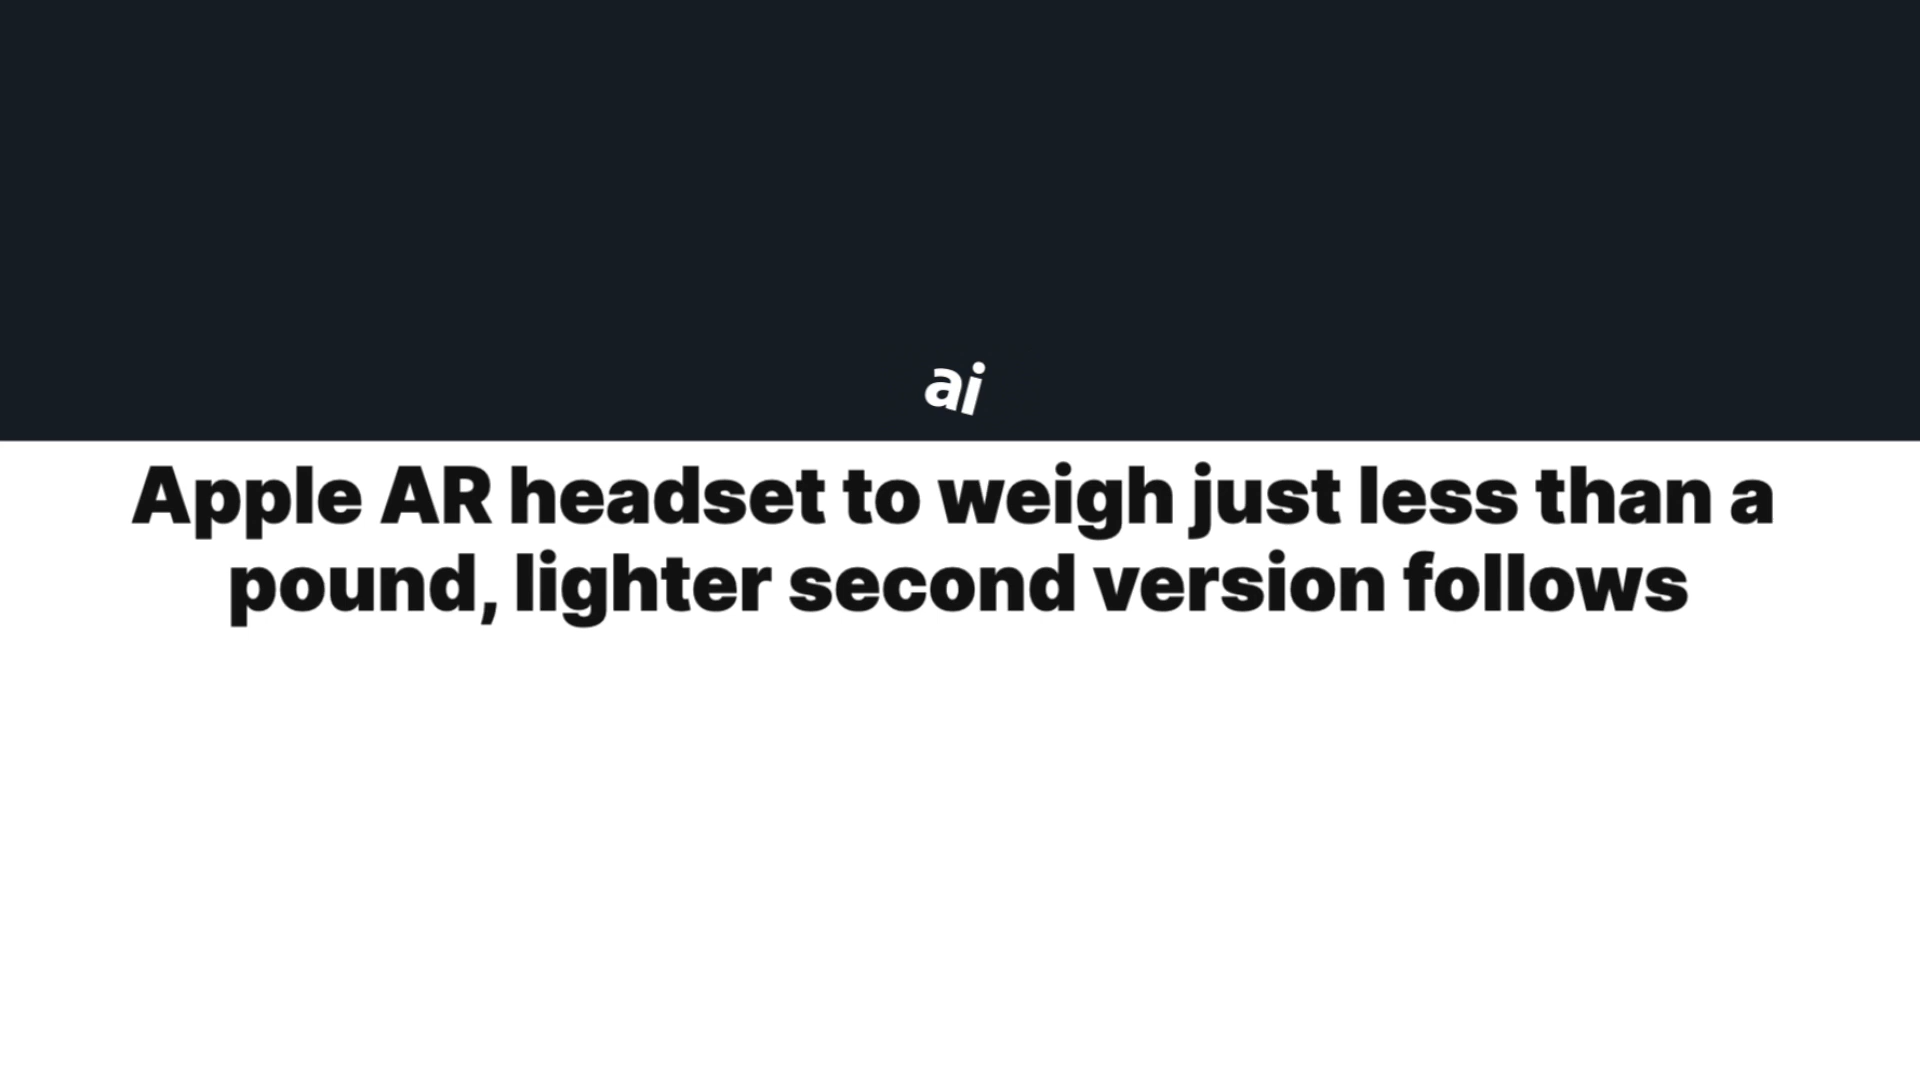 ai
Apple AR headset to weigh just less than a
pound, lighter second version follows